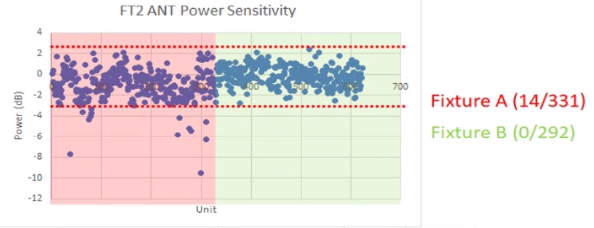 FT2 ANT Power Sensitivity
4
2
0
-2
-4
-6
-8
-10
-12
Power (dB)
700
Unit
Fixture A (14/331)
Fixture B (0/292)